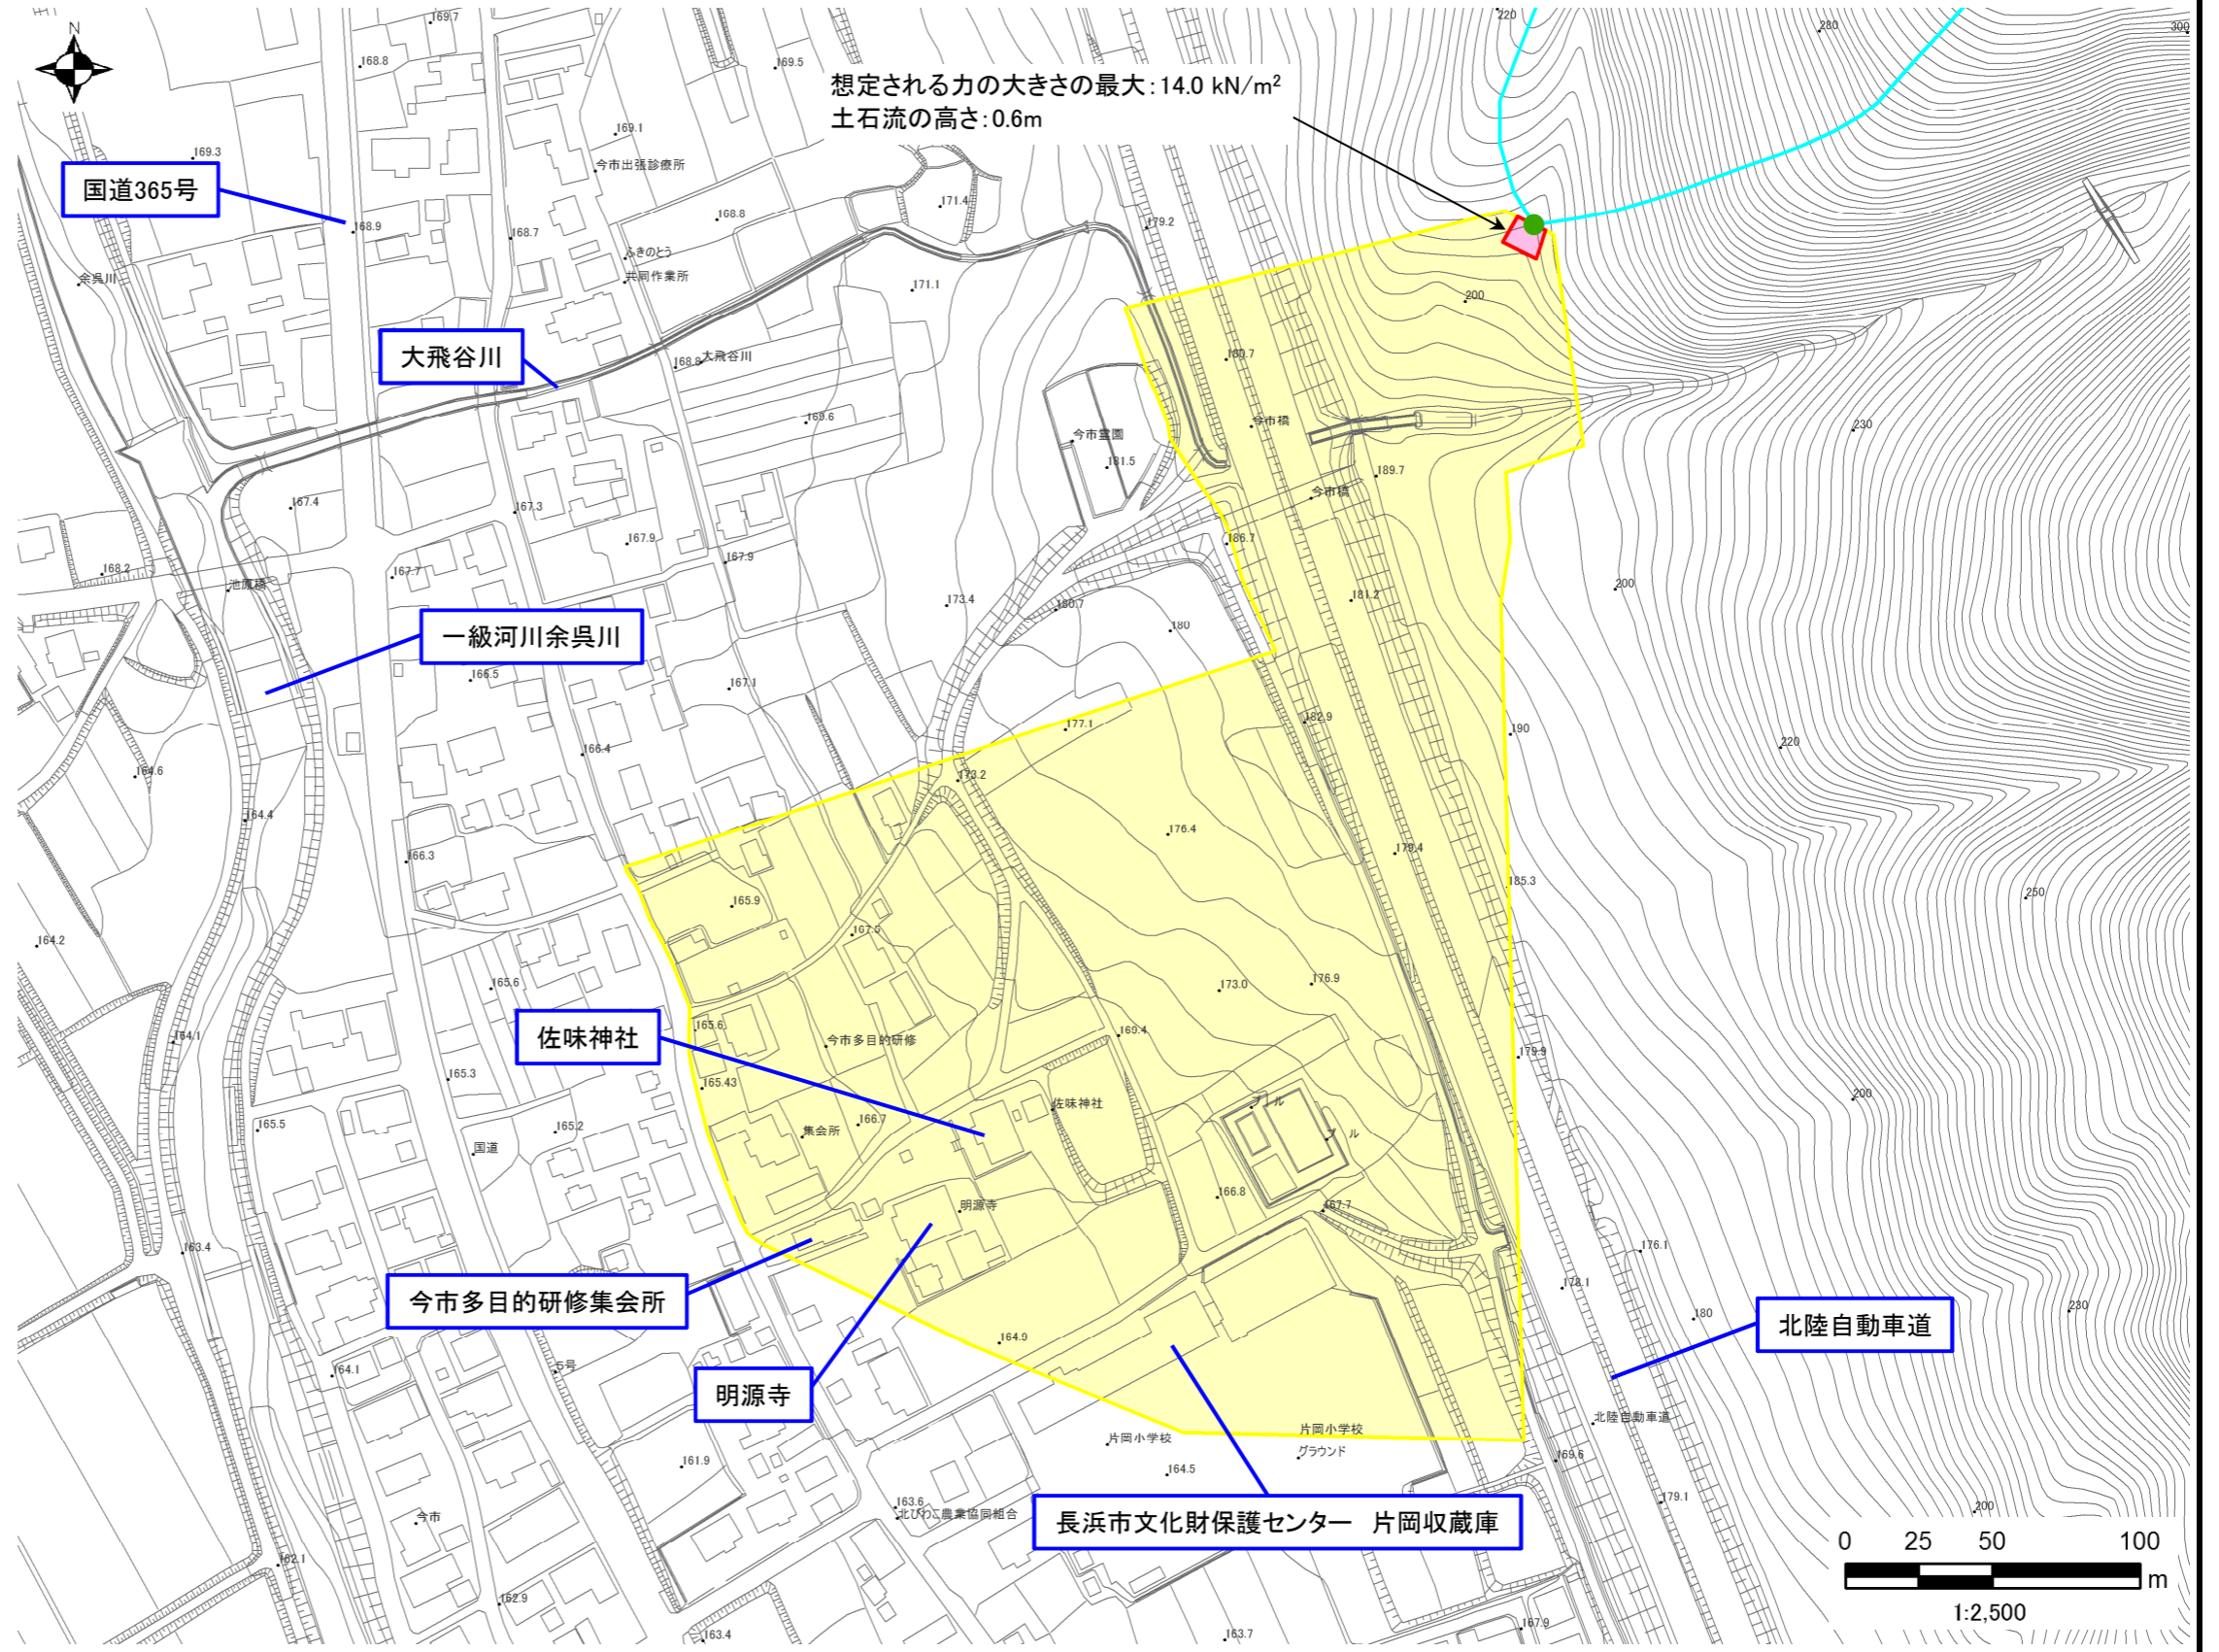 N
169.7
220
280
300
168.8
169.5
想定される力の大きさの最大：14.0 kN/m²
土石流の高さ：0.6m
169.1
169.3
今市出張診療所
国道365号
168.9
168.8
171.4
168.7
179.2
ふきのとう
共同作業所
余呉川
171.1
200
大飛谷川
168.8
大飛谷川
180.7
169.6
今市橋
今市霊園
181.5
230
189.7
今市橋
167.4
167.3
167.9
167.9
186.7
168.2
167.7
池原橋
200
173.4
180.7
181.2
180
一級河川余呉川
166.5
167.1
177.1
182.9
190
220
166.4
164.6
173.2
164.4
176.4
166.3
179.4
185.3
250
165.9
164.2
165.6
173.0
176.9
164.1
165.6
169.4
佐味神社
今市多目的研修
179.9
165.3
165.43
佐味神社
プール
200
165.5
165.2
166.7
集会所
プール
国道
166.8
明源寺
167.7
163.4
176.1
今市多目的研修集会所
178.1
180
230
164.9
北陸自動車道
164.1
5号
明源寺
北陸自動車道
片岡小学校
片岡小学校
グラウンド
161.9
164.5
169.6
163.6
北びわこ農業協同組合
長浜市文化財保護センター　片岡収蔵庫
179.1
200
今市
162.1
162.9
163.4
163.7
167.9
0 25 50 100
m
1:2,500